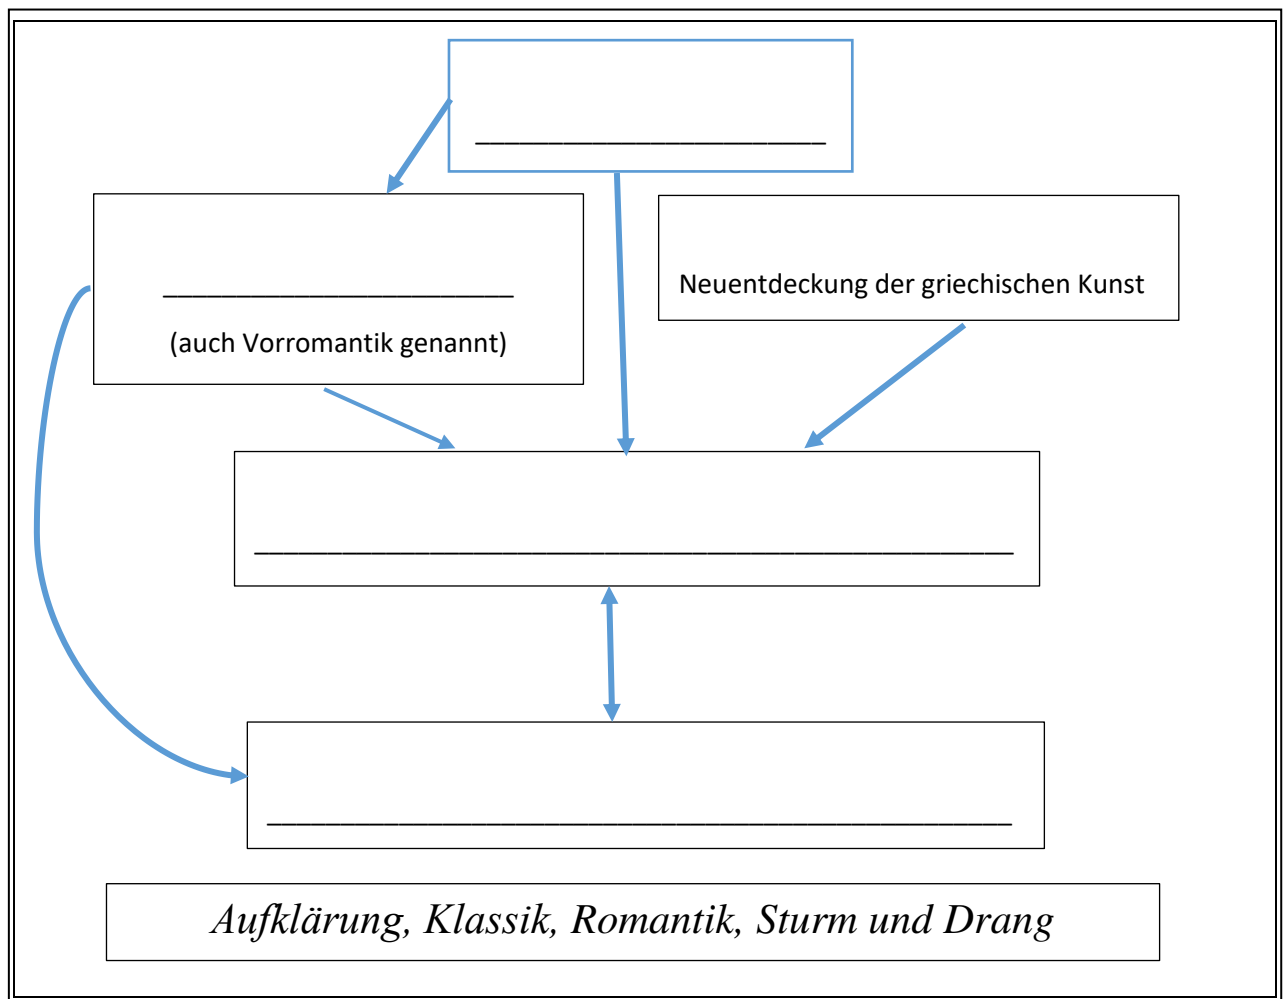 Neuentdeckung der griechischen Kunst
(auch Vorromantik genannt)
Aufklärung, Klassik, Romantik, Sturm und Drang